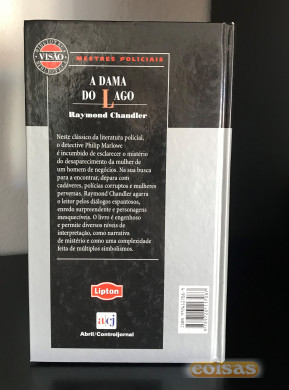 BIBLIOTECA
VISÃO
MESTRES POLICIAIS
A DAMA
DO LAGO
Raymond Chandler
Neste clássico da literatura policial,
o detective Philip Marlowe
é incumbido de esclarecer o mistério
do desaparecimento da mulher de
um homem de negócios. Na sua busca
para a encontrar, depara com
cadáveres, polícias corruptos e mulheres
perversas. Raymond Chandler agarra
o leitor pelos diálogos espantosos,
enredo surpreendente e personagens
inesquecíveis. O livro é engenhoso
e permite diversos níveis de
interpretação, como narrativa
de mistério e como uma complexidade
feita de múltiplos simbolismos.
Lipton
acj
Abril/Controljornal
coisas